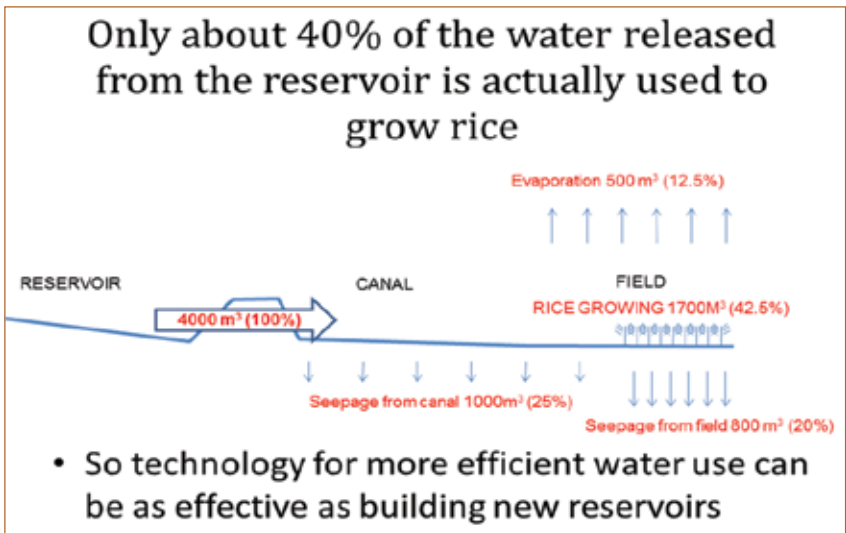 Only about 40% of the water released
from the reservoir is actually used to
grow rice
Evaporation 500 m³ (12.5%)
RESERVOIR
CANAL
FIELD
RICE GROWING 1700M³ (42.5%)
4000 m³ (100%)
Seepage from canal 1000m³ (25%)
Seepage from field 800 m³ (20%)
• So technology for more efficient water use can
be as effective as building new reservoirs